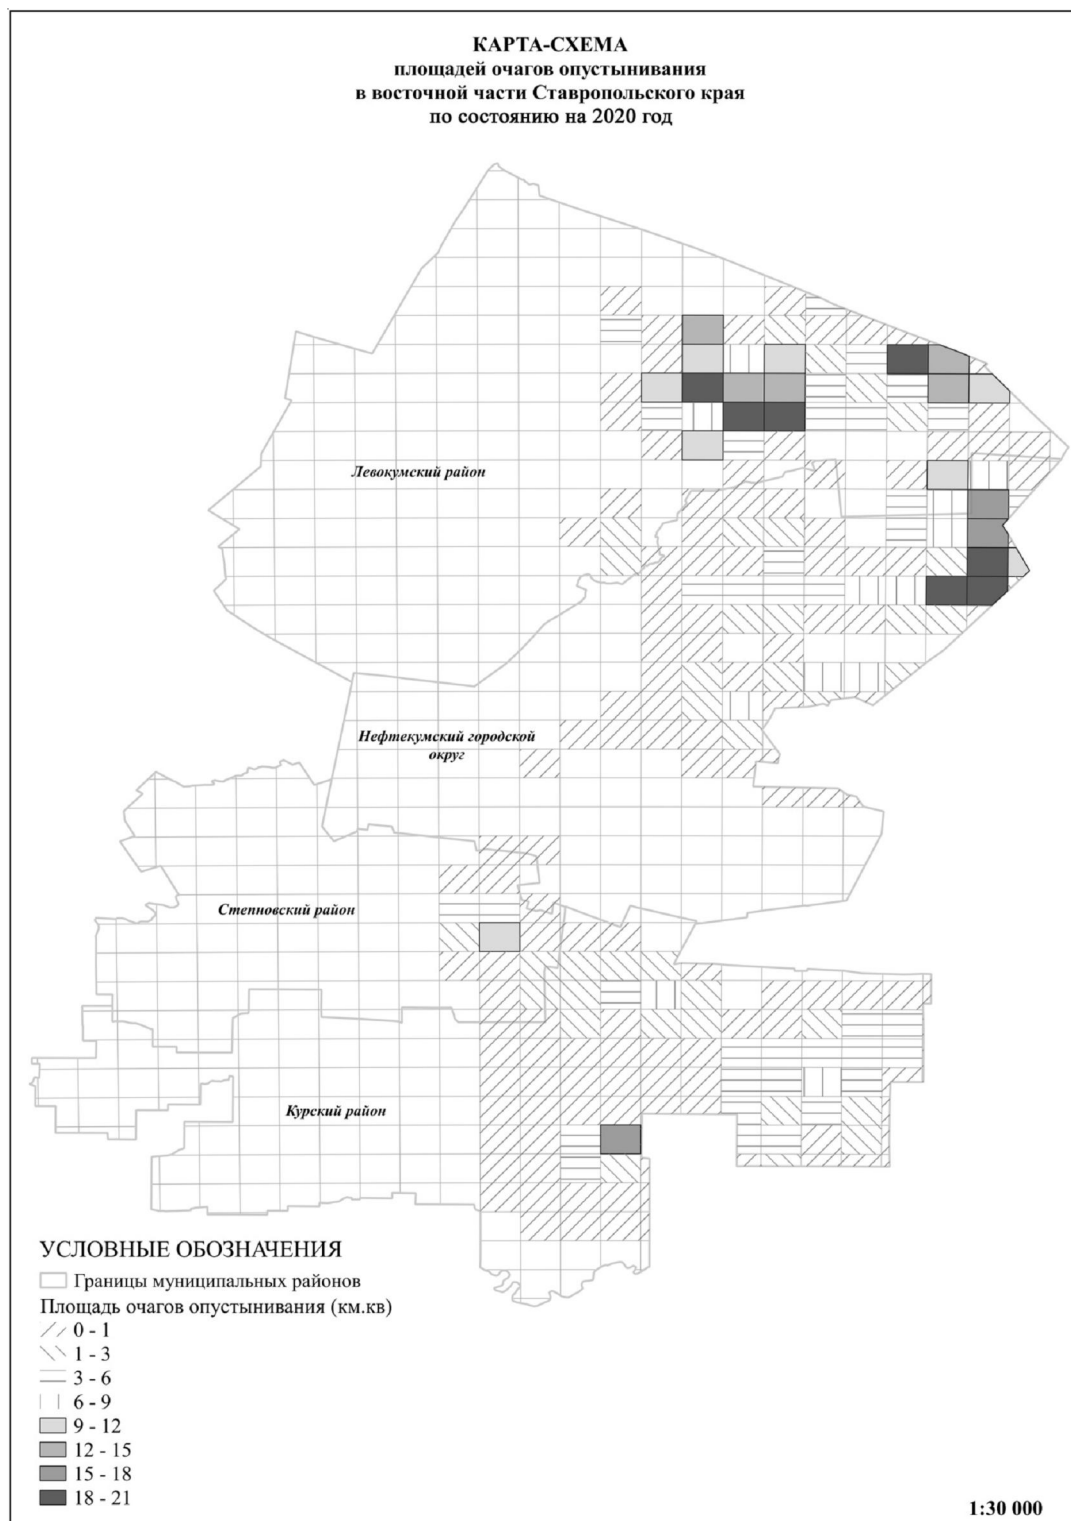 КАРТА-СХЕМА
площадей очагов опустынивания
в восточной части Ставропольского края
по состоянию на 2020 год
Левокумский район
Нефтекумский городской
округ
Степновский район
Курский район
УСЛОВНЫЕ ОБОЗНАЧЕНИЯ
Границы муниципальных районов
Площадь очагов опустынивания (км.кв)
0 - 1
1 - 3
3 - 6
6 - 9
9 - 12
12 - 15
15 - 18
18 - 21
1:30 000